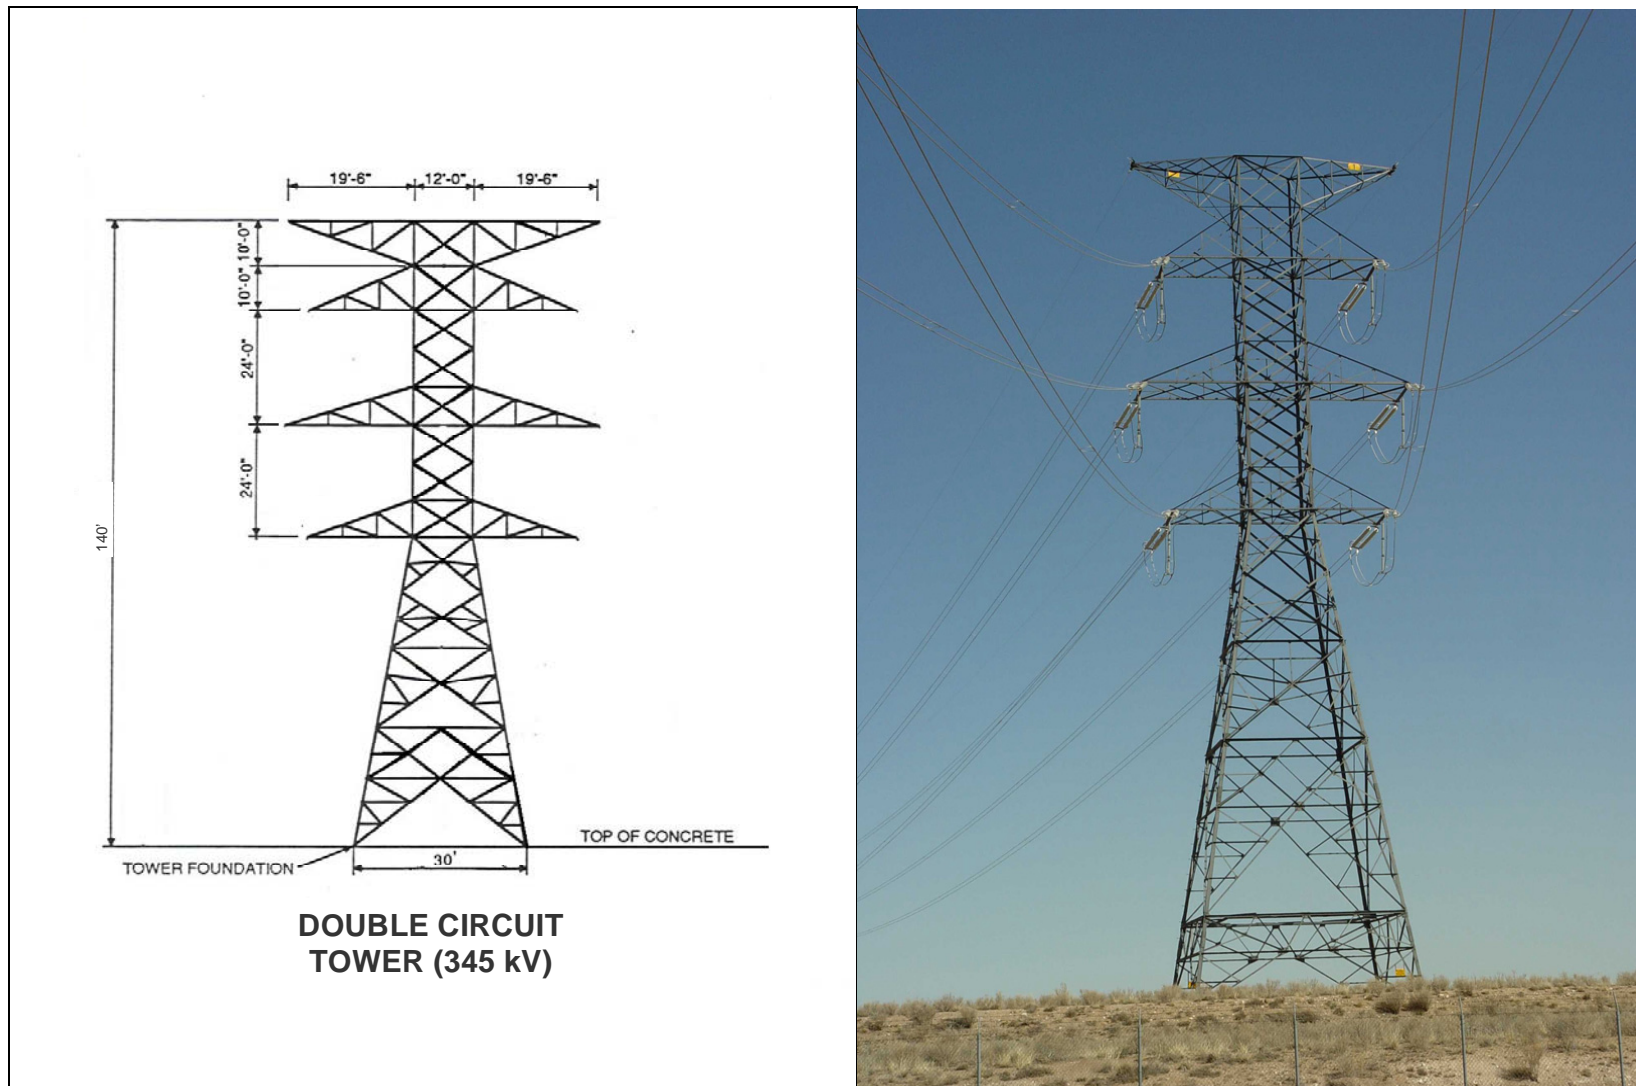 19'-6" 12'-0" 19'-6"
10'-0"
10'-0"
24'-0"
24'-0"
140'
TOP OF CONCRETE
30'
TOWER FOUNDATION
DOUBLE CIRCUIT
TOWER (345 kV)